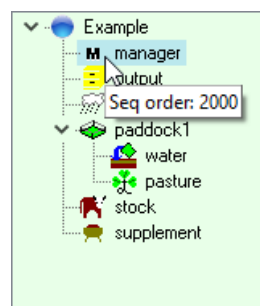 Example
M manager
output
Seq order: 2000
paddock1
water
pasture
stock
supplement